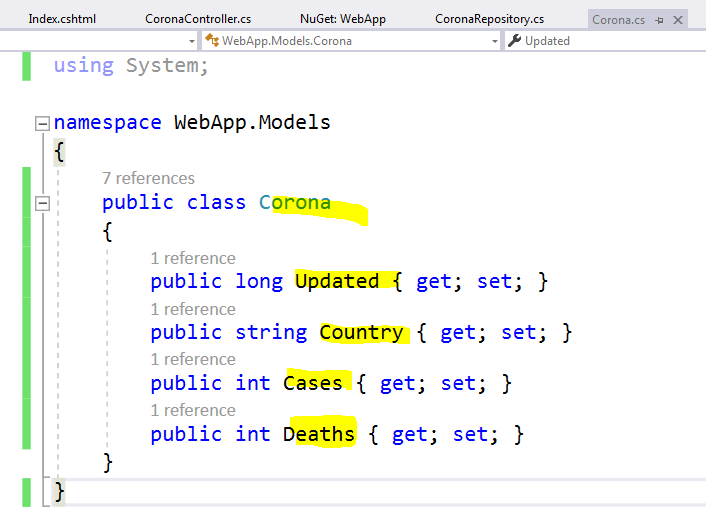 Index.cshtml CoronaController.cs NuGet: WebApp CoronaRepository.cs Corona.cs
WebApp.Models.Corona Updated
using System;
namespace WebApp.Models
{
7 references
public class Corona
{
1 reference
public long Updated { get; set; }
1 reference
public string Country { get; set; }
1 reference
public int Cases { get; set; }
1 reference
public int Deaths { get; set; }
}
}